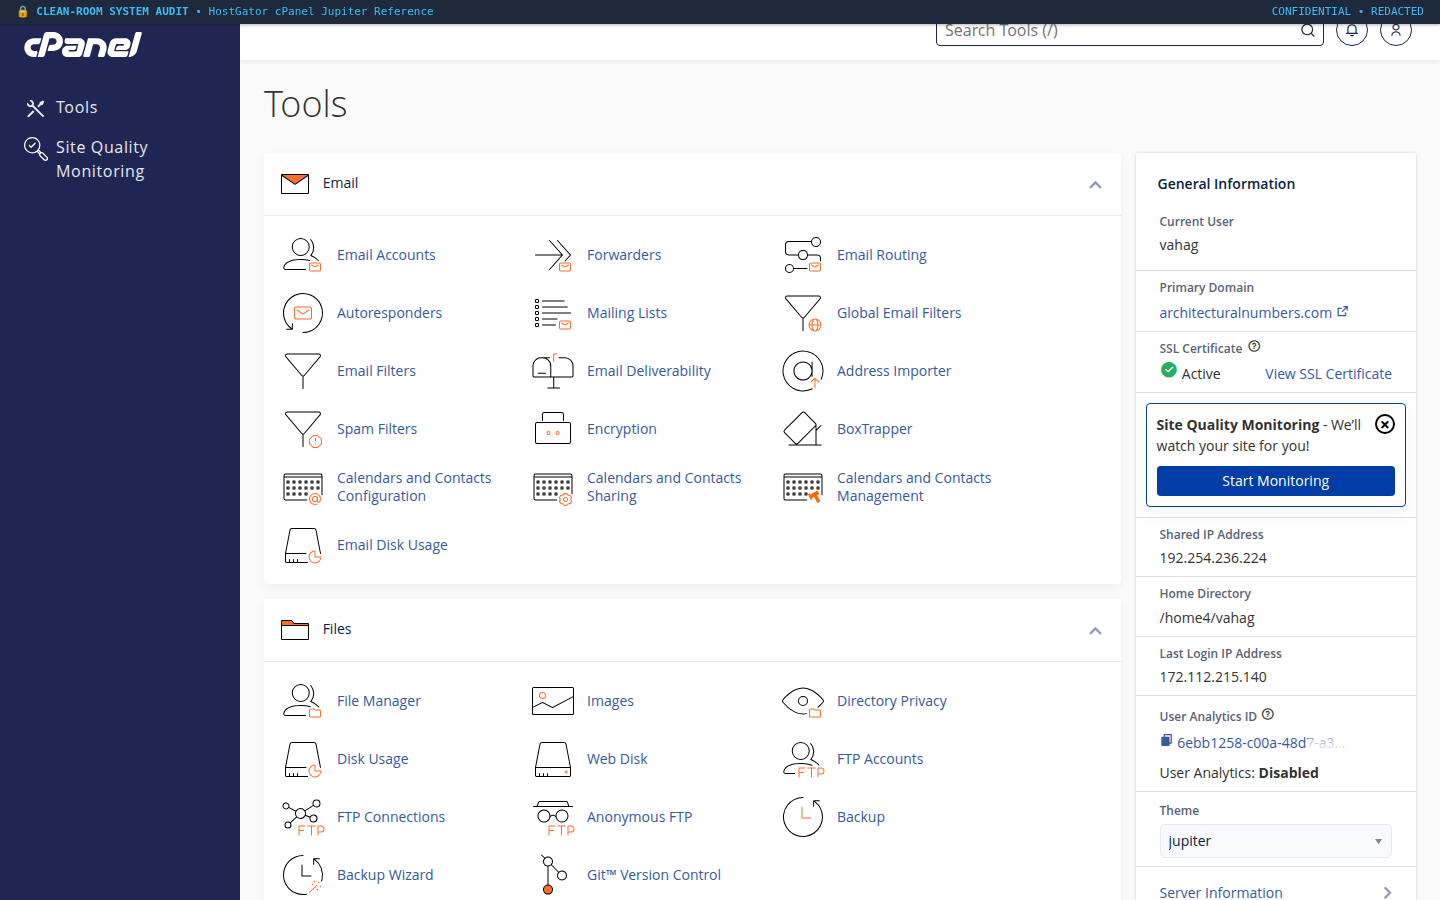 CLEAN-ROOM SYSTEM AUDIT • HostGator cPanel Jupiter Reference
CONFIDENTIAL • REDACTED
cPanel
Search Tools (/)
Tools
Site Quality
Monitoring
Tools
Email
Email Accounts
Forwarders
Email Routing
Autoresponders
Mailing Lists
Global Email Filters
Email Filters
Email Deliverability
Address Importer
Spam Filters
Encryption
BoxTrapper
Calendars and Contacts
Configuration
Calendars and Contacts
Sharing
Calendars and Contacts
Management
Email Disk Usage
Files
File Manager
Images
Directory Privacy
Disk Usage
Web Disk
FTP
FTP Accounts
FTP
FTP Connections
FTP
Anonymous FTP
Backup
Backup Wizard
Git™ Version Control
General Information
Current User
vahag
Primary Domain
architecturalnumbers.com
SSL Certificate
Active
View SSL Certificate
Site Quality Monitoring - We'll
watch your site for you!
Start Monitoring
Shared IP Address
192.254.236.224
Home Directory
/home4/vahag
Last Login IP Address
172.112.215.140
User Analytics ID
6ebb1258-c00a-48d7-a3...
User Analytics: Disabled
Theme
jupiter
Server Information